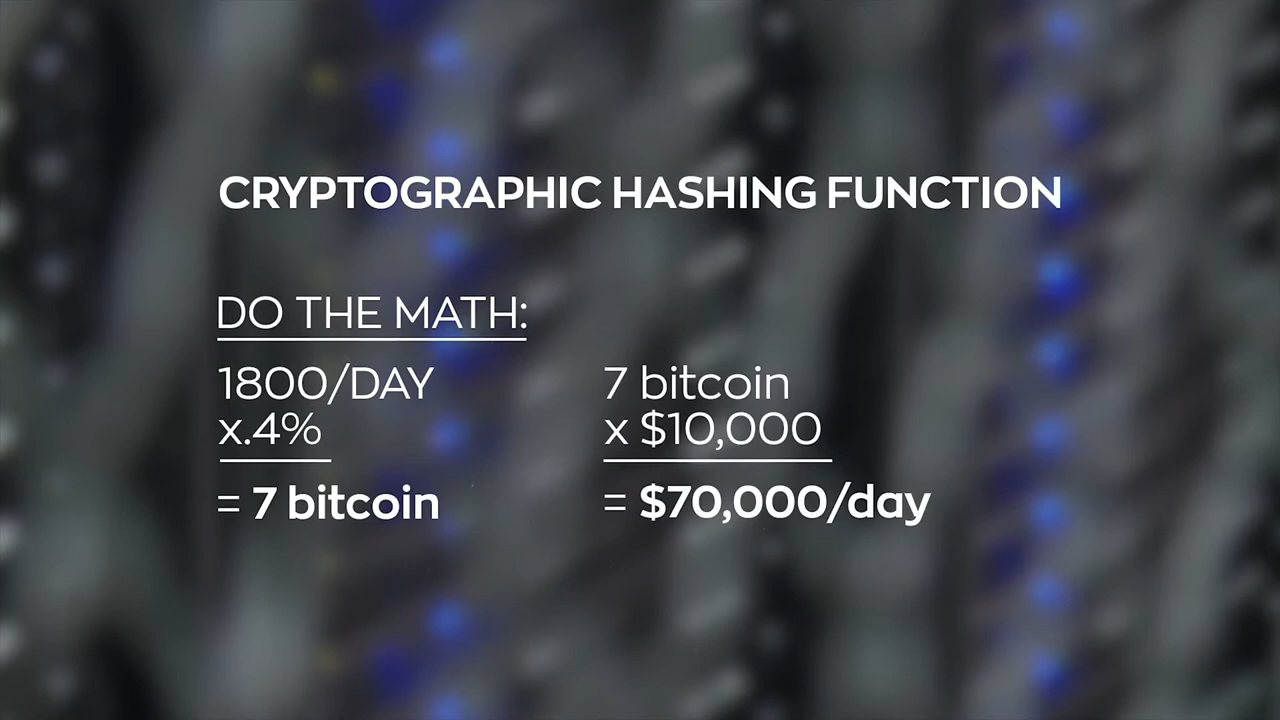 CRYPTOGRAPHIC HASHING FUNCTION
DO THE MATH:
1800/DAY
x.4%
= 7 bitcoin
7 bitcoin
x $10,000
= $70,000/day